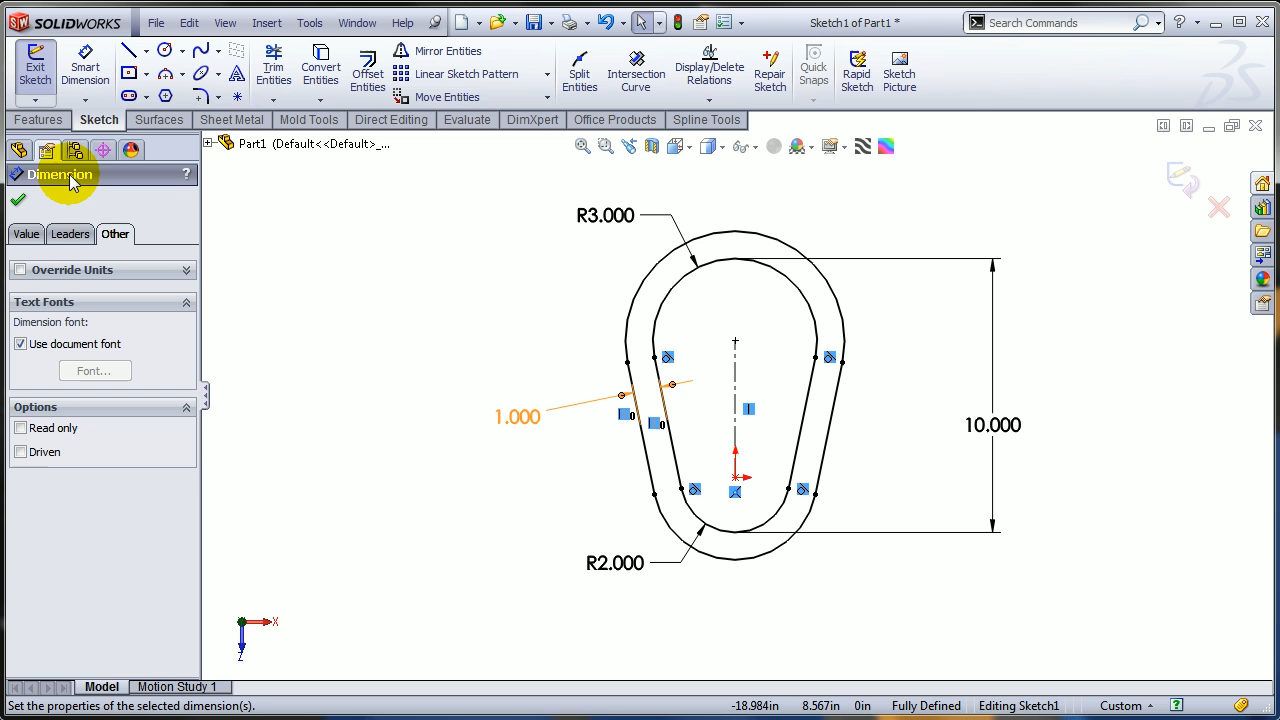 SOLIDWORKS File Edit View Insert Tools Window Help Sketch1 of Part1 * Search Commands ?
Exit Sketch
Smart Dimension
Trim Entities
Convert Entities
Offset Entities
Mirror Entities
Linear Sketch Pattern
Move Entities
Split Entities
Intersection Curve
Display/Delete Relations
Repair Sketch
Quick Snaps
Rapid Sketch
Sketch Picture
Features Sketch Surfaces Sheet Metal Mold Tools Direct Editing Evaluate DimXpert Office Products Spline Tools
Part1 (Default<<Default>_...
Dimension ?
Value Leaders Other
Override Units
Text Fonts
Dimension font:
Use document font
Font...
Options
Read only
Driven
R3.000
1.000
10.000
R2.000
X
Z
Model Motion Study 1
Set the properties of the selected dimension(s). -18.984in 8.567in 0in Fully Defined Editing Sketch1 Custom ?